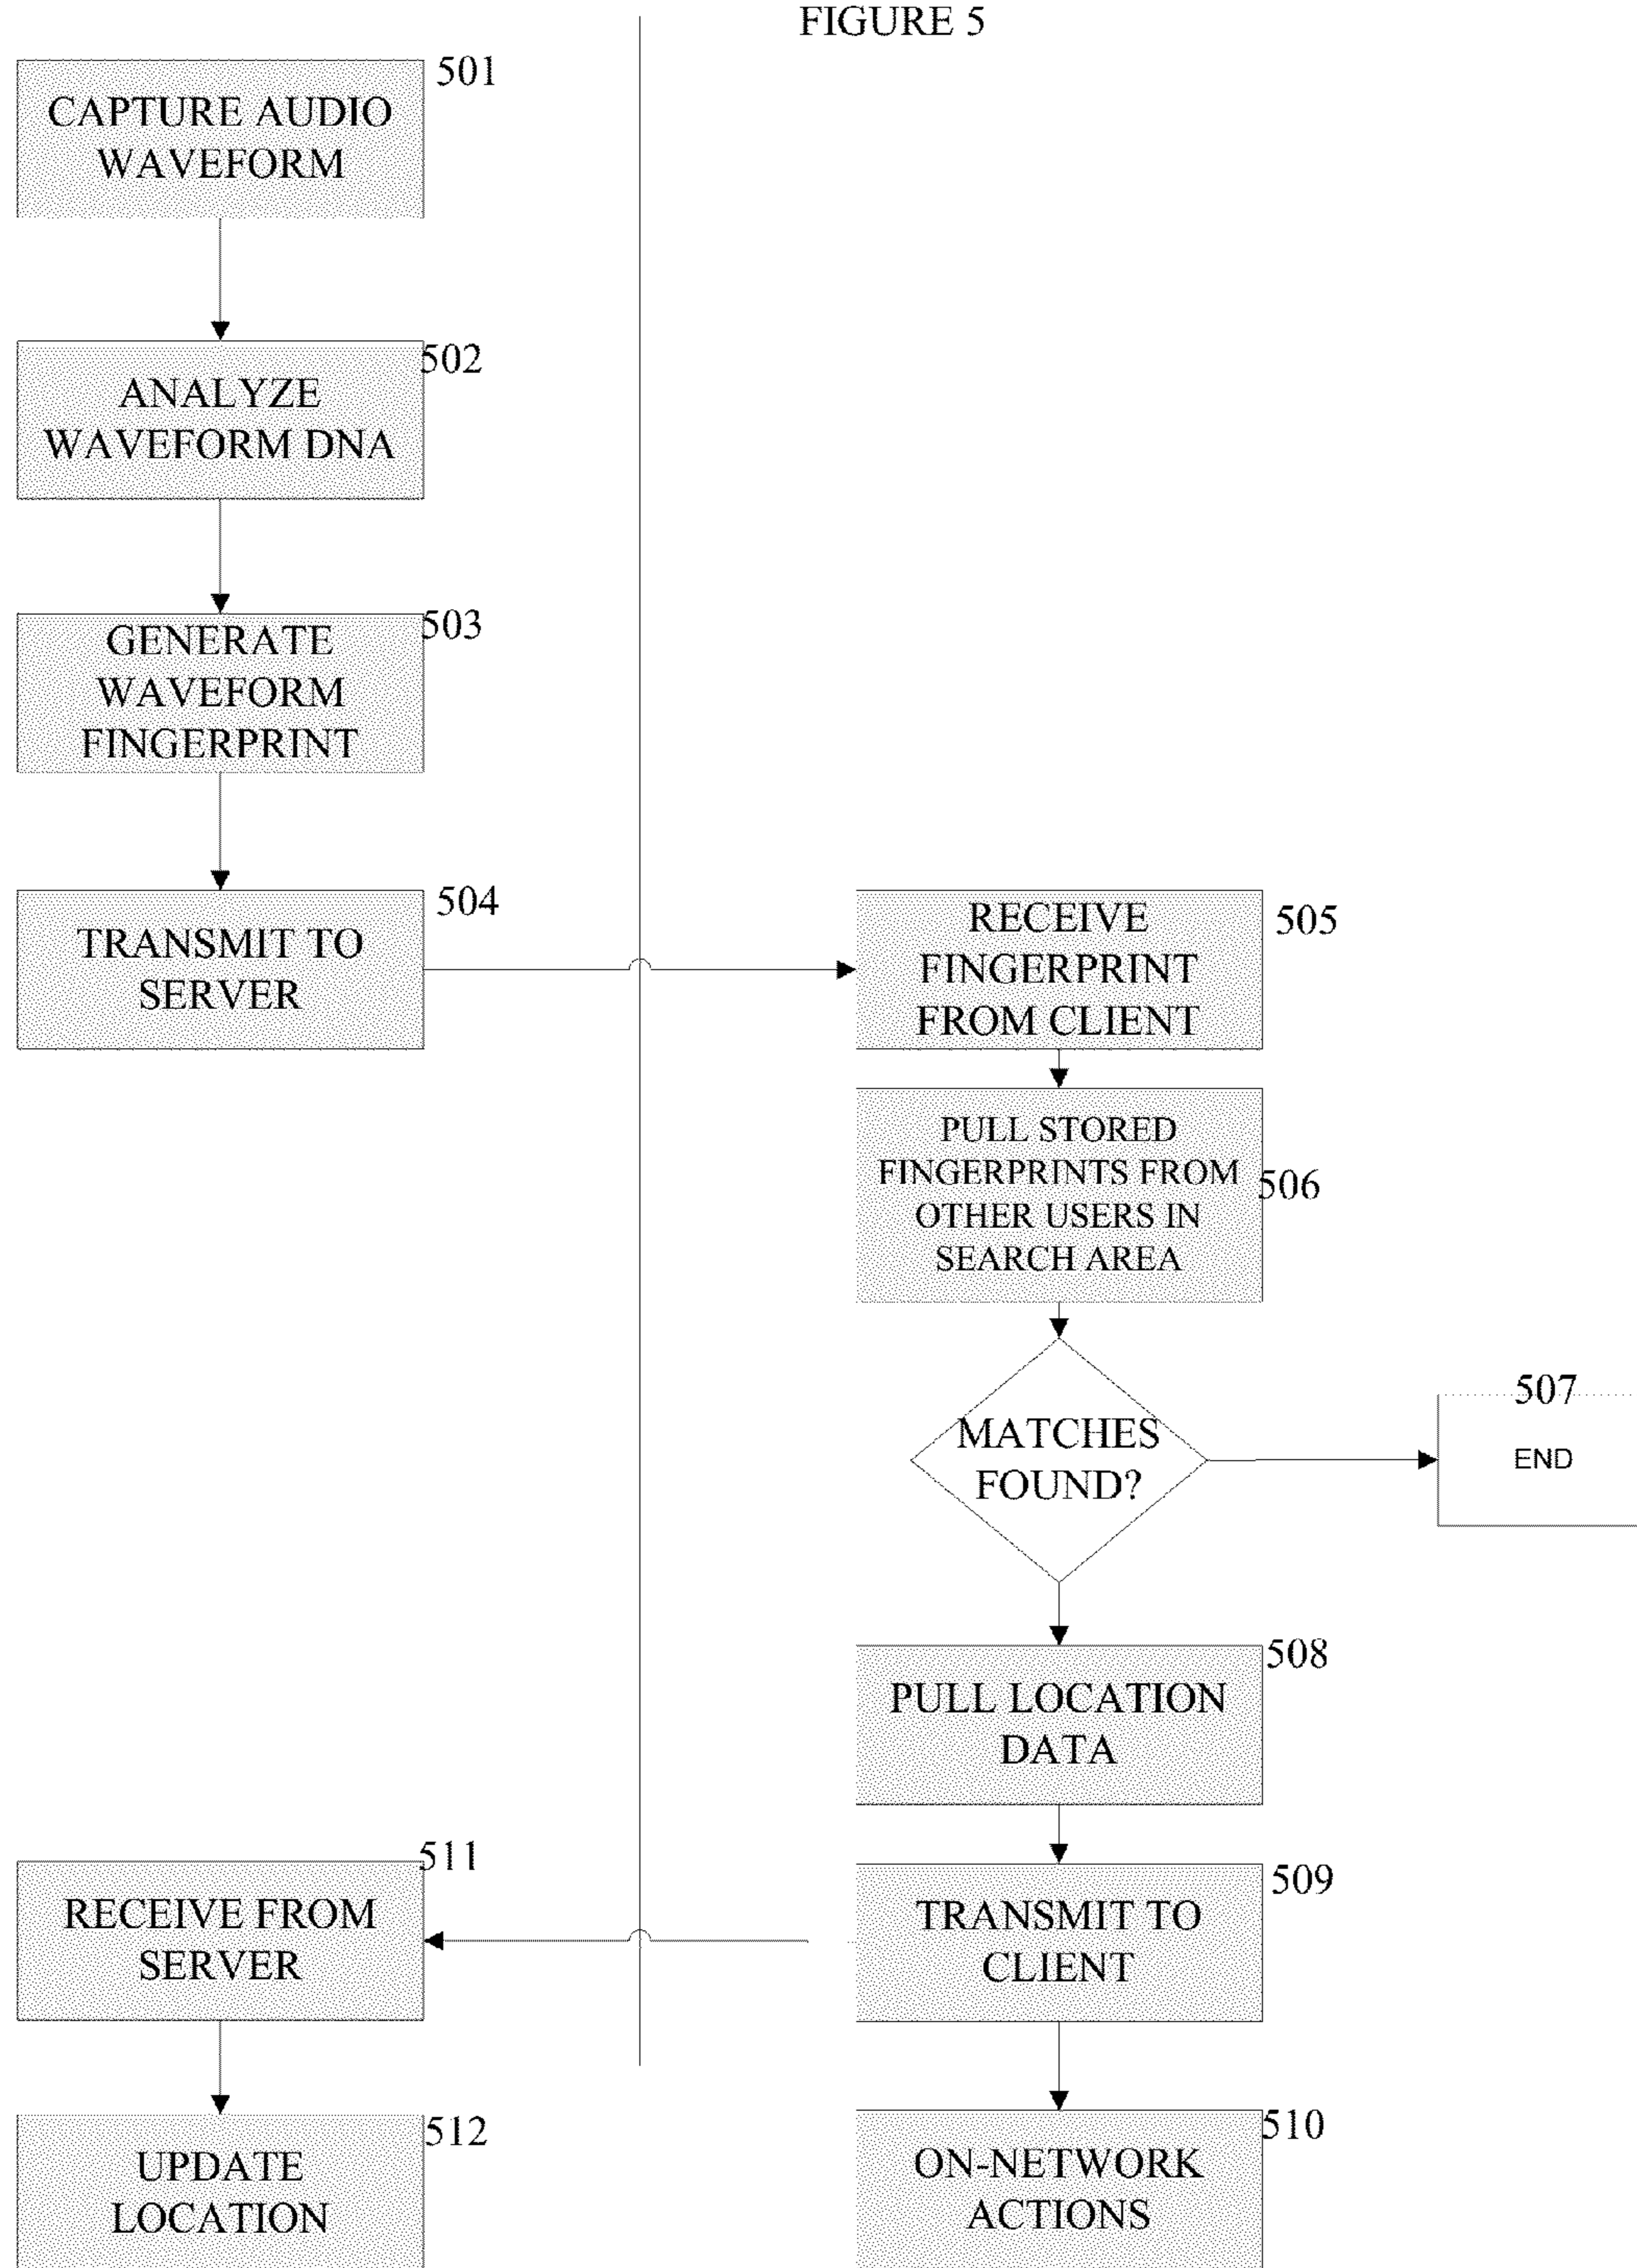 FIGURE 5
501
CAPTURE AUDIO
WAVEFORM
502
ANALYZE
WAVEFORM DNA
503
GENERATE
WAVEFORM
FINGERPRINT
504
TRANSMIT TO
SERVER
505
RECEIVE
FINGERPRINT
FROM CLIENT
506
PULL STORED
FINGERPRINTS FROM
OTHER USERS IN
SEARCH AREA
MATCHES
FOUND?
507
END
508
PULL LOCATION
DATA
509
TRANSMIT TO
CLIENT
511
RECEIVE FROM
SERVER
512
UPDATE
LOCATION
510
ON-NETWORK
ACTIONS